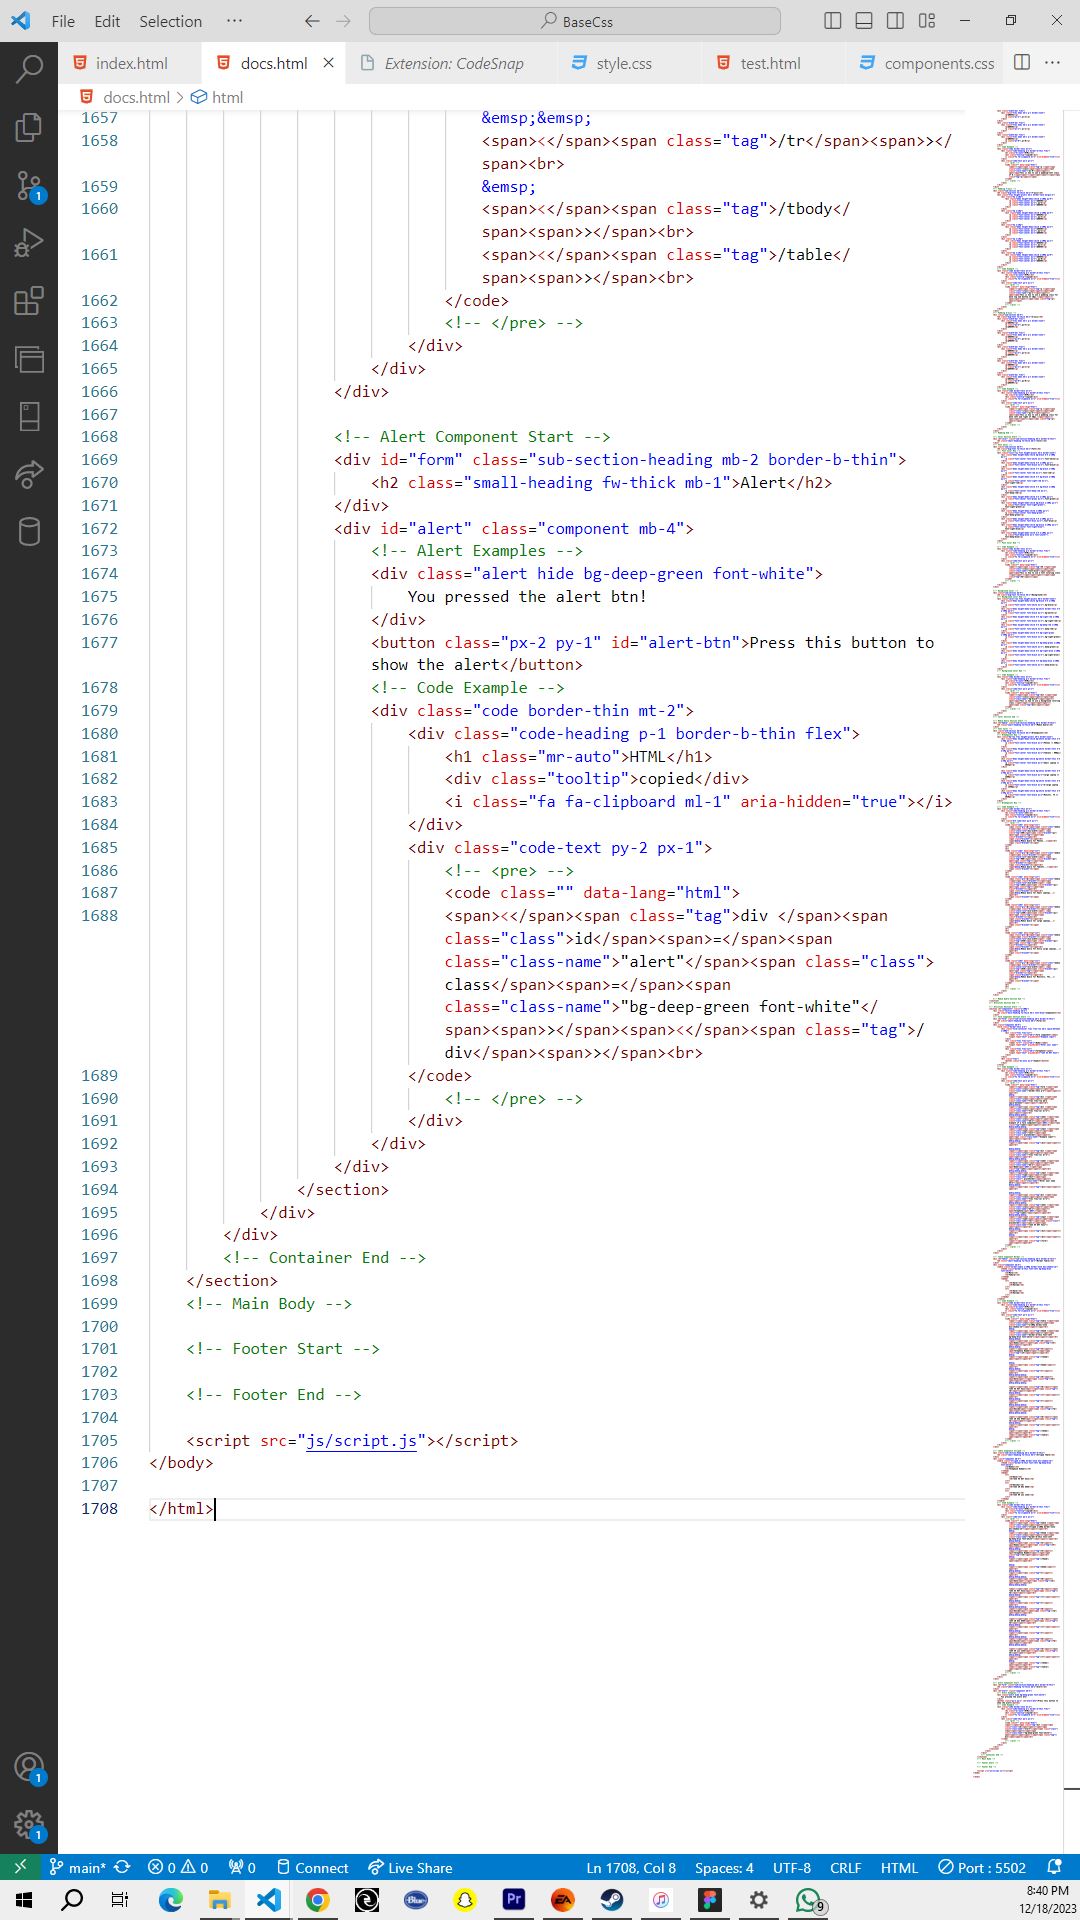 File Edit Selection ··· BaseCss
index.html docs.html Extension: CodeSnap style.css test.html components.css ···
docs.html > html
1657 &emsp;&emsp;
1658 <span><</span><span class="tag">/tr</span><span>></
span><br>
1659 &emsp;
1660 <span><</span><span class="tag">/tbody</
span><span>></span><br>
1661 <span><</span><span class="tag">/table</
span><span>></span><br>
1662 </code>
1663 <!-- </pre> -->
1664 </div>
1665 </div>
1666 </div>
1667
1668 <!-- Alert Component Start -->
1669 <div id="form" class="sub-section-heading mb-2 border-b-thin">
1670 <h2 class="small-heading fw-thick mb-1">Alert</h2>
1671 </div>
1672 <div id="alert" class="component mb-4">
1673 <!-- Alert Examples -->
1674 <div class="alert hide bg-deep-green font-white">
1675 You pressed the alert btn!
1676 </div>
1677 <button class="px-2 py-1" id="alert-btn">Press this button to
show the alert</button>
1678 <!-- Code Example -->
1679 <div class="code border-thin mt-2">
1680 <div class="code-heading p-1 border-b-thin flex">
1681 <h1 class="mr-auto">HTML</h1>
1682 <div class="tooltip">copied</div>
1683 <i class="fa fa-clipboard ml-1" aria-hidden="true"></i>
1684 </div>
1685 <div class="code-text py-2 px-1">
1686 <!-- <pre> -->
1687 <code class="" data-lang="html">
1688 <span><</span><span class="tag">div </span><span
class="class">id</span><span>=</span><span
class="class-name">"alert"</span><span class="class">
class</span><span>=</span><span
class="class-name">"bg-deep-green font-white"</
span><span>></span><span><</span><span class="tag">/
div</span><span>></span><br>
1689 </code>
1690 <!-- </pre> -->
1691 </div>
1692 </div>
1693 </div>
1694 </section>
1695 </div>
1696 </div>
1697 <!-- Container End -->
1698 </section>
1699 <!-- Main Body -->
1700
1701 <!-- Footer Start -->
1702
1703 <!-- Footer End -->
1704
1705 <script src="js/script.js"></script>
1706 </body>
1707
1708 </html>
1
1
1
main* 0 0 0 Connect Live Share Ln 1708, Col 8 Spaces: 4 UTF-8 CRLF HTML Port : 5502
Blue Pr EA 9 8:40 PM
12/18/2023